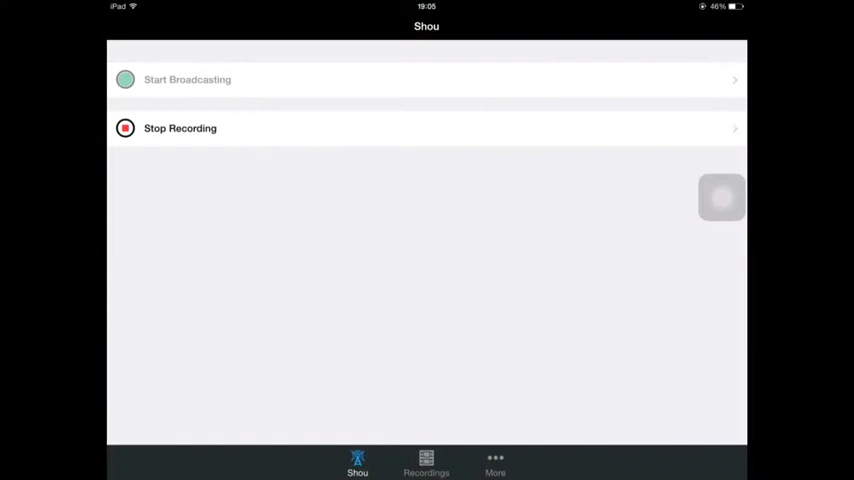 iPad 19:05 46%
Shou
Start Broadcasting
Stop Recording
Shou Recordings More